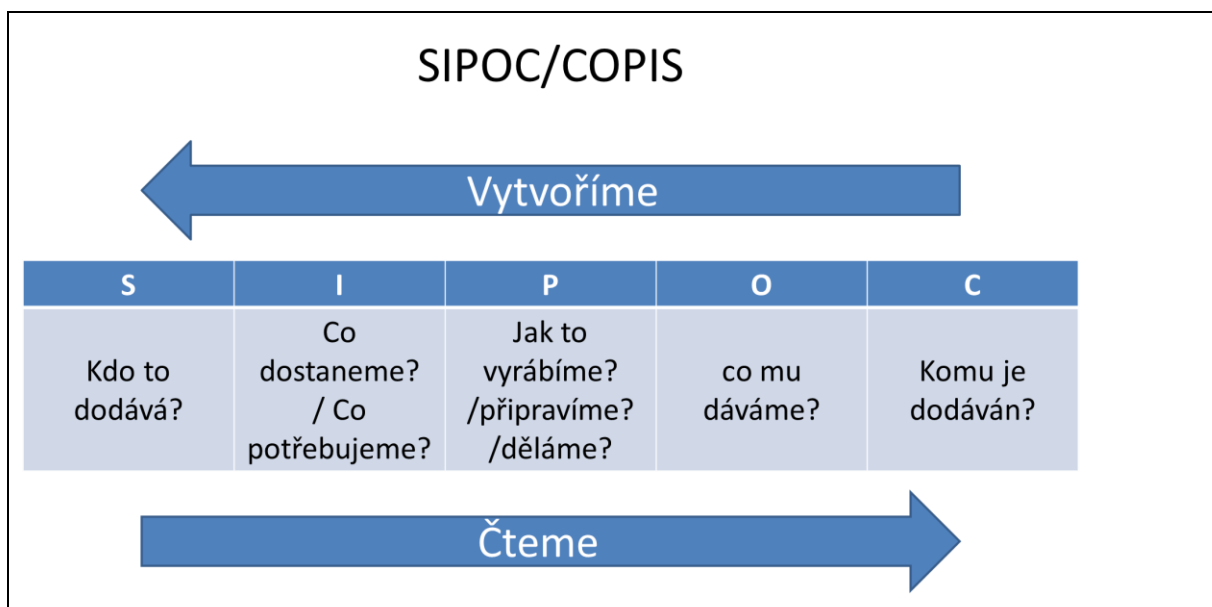 SIPOC/COPIS
Vytvoříme
S I P O C
Kdo to
dodává?
Co
dostaneme?
/ Co
potřebujeme?
Jak to
vyrábíme?
/připravíme?
/děláme?
co mu
dáváme?
Komu je
dodáván?
Čteme